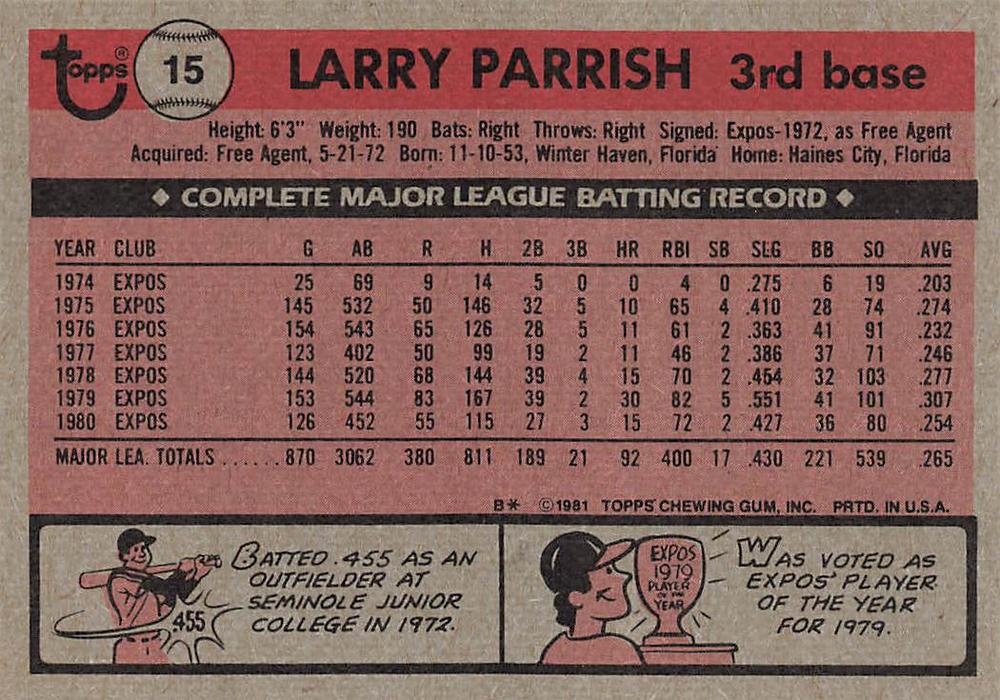 Topps® 15 LARRY PARRISH 3rd base
Height: 6'3" Weight: 190 Bats: Right Throws: Right Signed: Expos-1972, as Free Agent
Acquired: Free Agent, 5-21-72 Born: 11-10-53, Winter Haven, Florida Home: Haines City, Florida
◆ COMPLETE MAJOR LEAGUE BATTING RECORD ◆
YEAR CLUB G AB R H 2B 3B HR RBI SB SLG BB SO AVG
1974 EXPOS 25 69 9 14 5 0 0 4 0 .275 6 19 .203
1975 EXPOS 145 532 50 146 32 5 10 65 4 .410 28 74 .274
1976 EXPOS 154 543 65 126 28 5 11 61 2 .363 41 91 .232
1977 EXPOS 123 402 50 99 19 2 11 46 2 .386 37 71 .246
1978 EXPOS 144 520 68 144 39 4 15 70 2 .454 32 103 .277
1979 EXPOS 153 544 83 167 39 2 30 82 5 .551 41 101 .307
1980 EXPOS 126 452 55 115 27 3 15 72 2 .427 36 80 .254
MAJOR LEA. TOTALS ...... 870 3062 380 811 189 21 92 400 17 .430 221 539 .265
B* ©1981 TOPPS CHEWING GUM, INC. PRTD. IN U.S.A.
BATTED .455 AS AN
OUTFIELDER AT
SEMINOLE JUNIOR
COLLEGE IN 1972.
.455
EXPOS
1979
PLAYER
OF THE
YEAR
WAS VOTED AS
EXPOS' PLAYER
OF THE YEAR
FOR 1979.